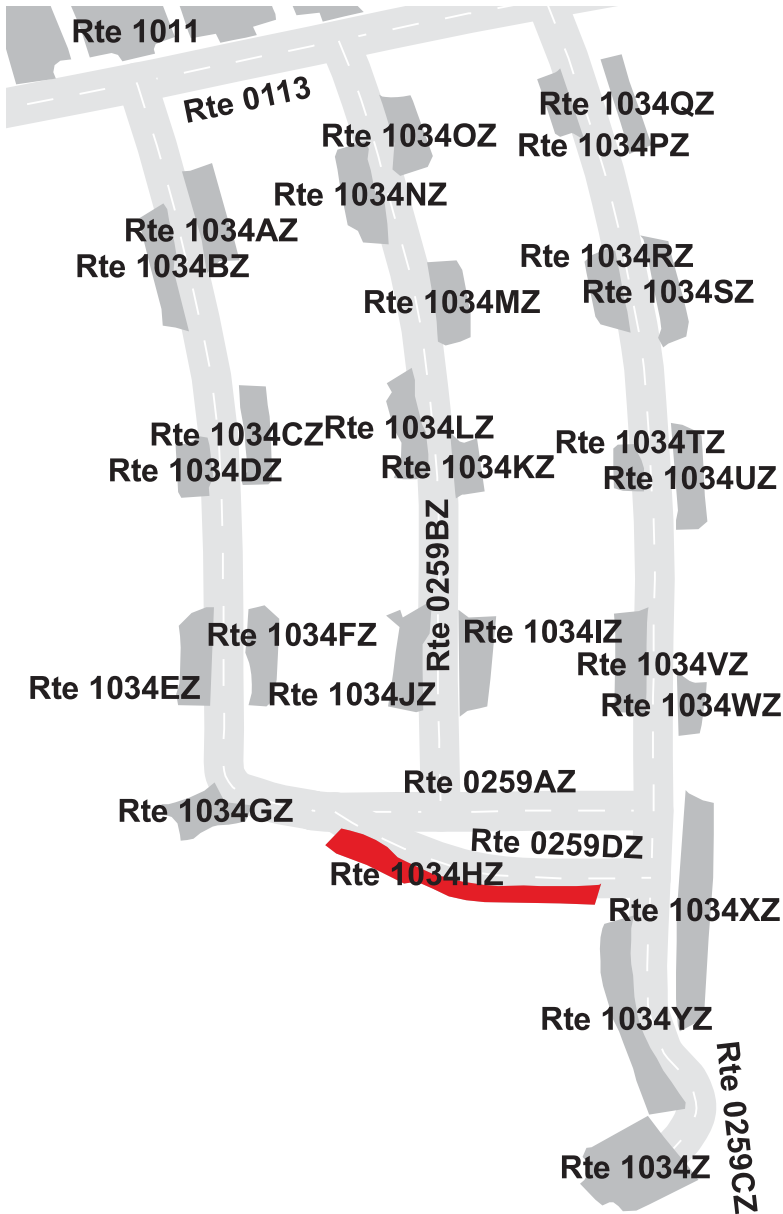 Rte 1011
Rte 0113
Rte 1034QZ
Rte 1034OZ
Rte 1034PZ
Rte 1034NZ
Rte 1034AZ
Rte 1034BZ
Rte 1034RZ
Rte 1034SZ
Rte 1034MZ
Rte 1034CZ
Rte 1034LZ
Rte 1034TZ
Rte 1034DZ
Rte 1034KZ
Rte 1034UZ
Rte 0259BZ
Rte 1034FZ
Rte 1034IZ
Rte 1034VZ
Rte 1034EZ
Rte 1034JZ
Rte 1034WZ
Rte 0259AZ
Rte 1034GZ
Rte 0259DZ
Rte 1034HZ
Rte 1034XZ
Rte 1034YZ
Rte 0259CZ
Rte 1034Z